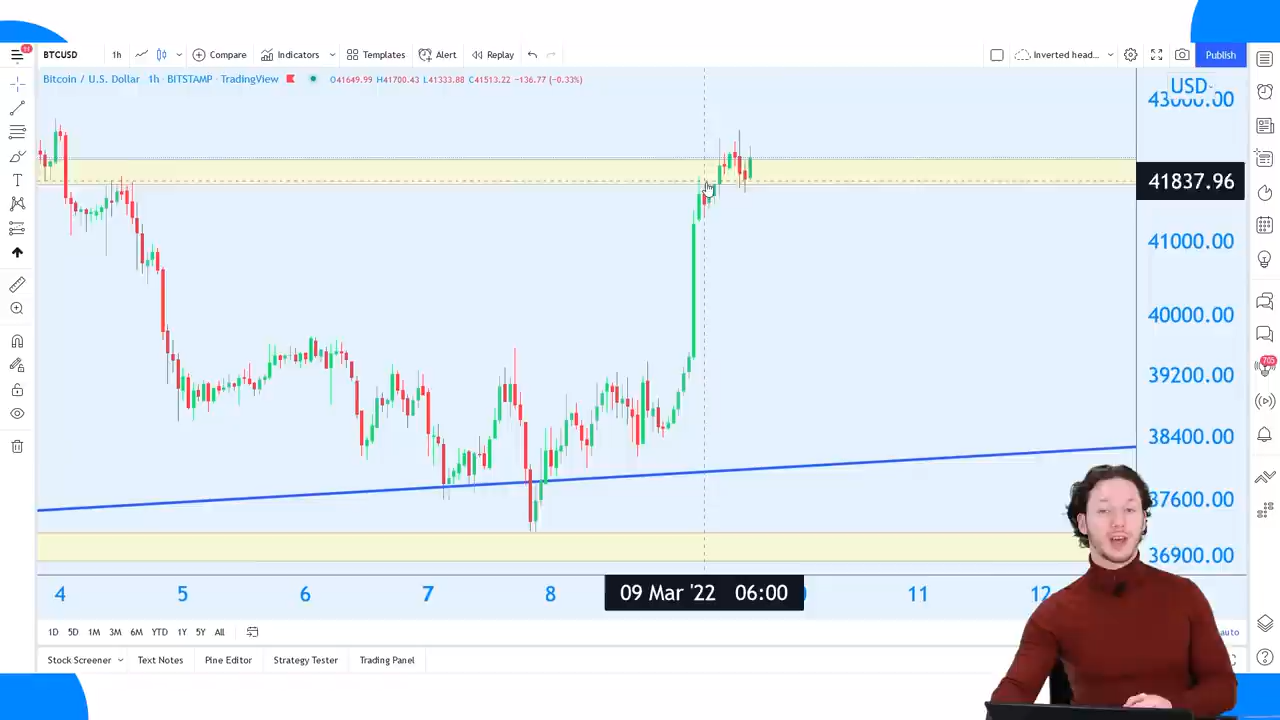 11
BTCUSD 1h Compare Indicators Templates Alert Replay Inverted head... Publish
Bitcoin / U.S. Dollar 1h · BITSTAMP · TradingView O41649.99 H41700.43 L41333.88 C41513.22 −136.77 (−0.33%)
USD
43000.00
41837.96
41000.00
40000.00
39200.00
705
38400.00
37600.00
36900.00
4 5 6 7 8 09 Mar '22 06:00 11 12
1D 5D 1M 3M 6M YTD 1Y 5Y All auto
Stock Screener Text Notes Pine Editor Strategy Tester Trading Panel